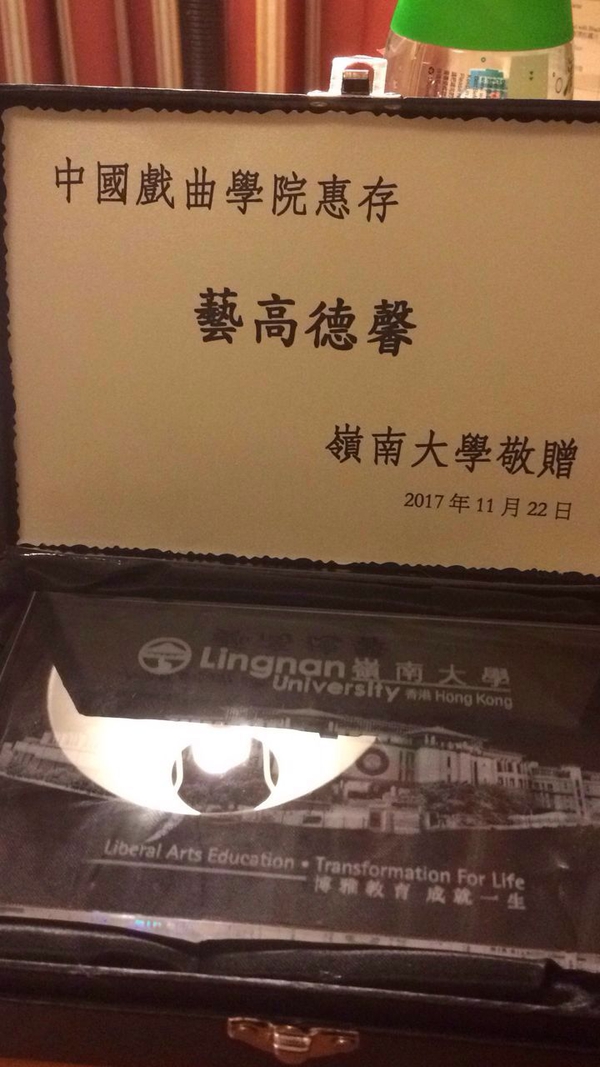 中國戲曲學院惠存
藝高德馨
嶺南大學敬贈
2017年11月22日
Lingnan 嶺南大學
University 香港 Hong Kong
Liberal Arts Education • Transformation For Life
博雅教育 成就一生